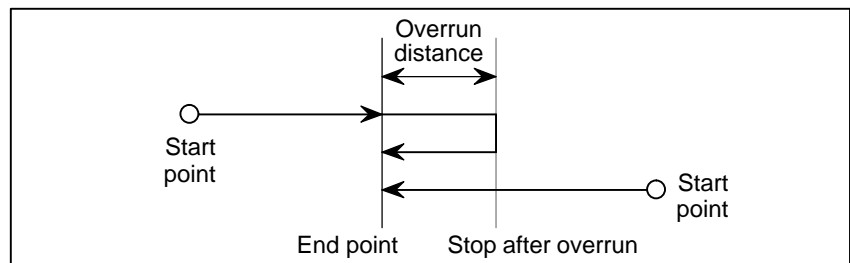 Overrun
distance
Start
point
Start
point
End point
Stop after overrun